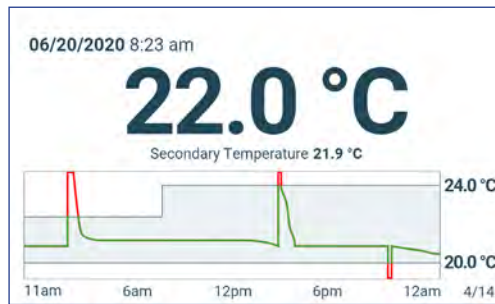 06/20/2020 8:23 am
22.0 °C
Secondary Temperature 21.9 °C
24.0 °C
20.0 °C
11am 6am 12pm 6pm 12am 4/14